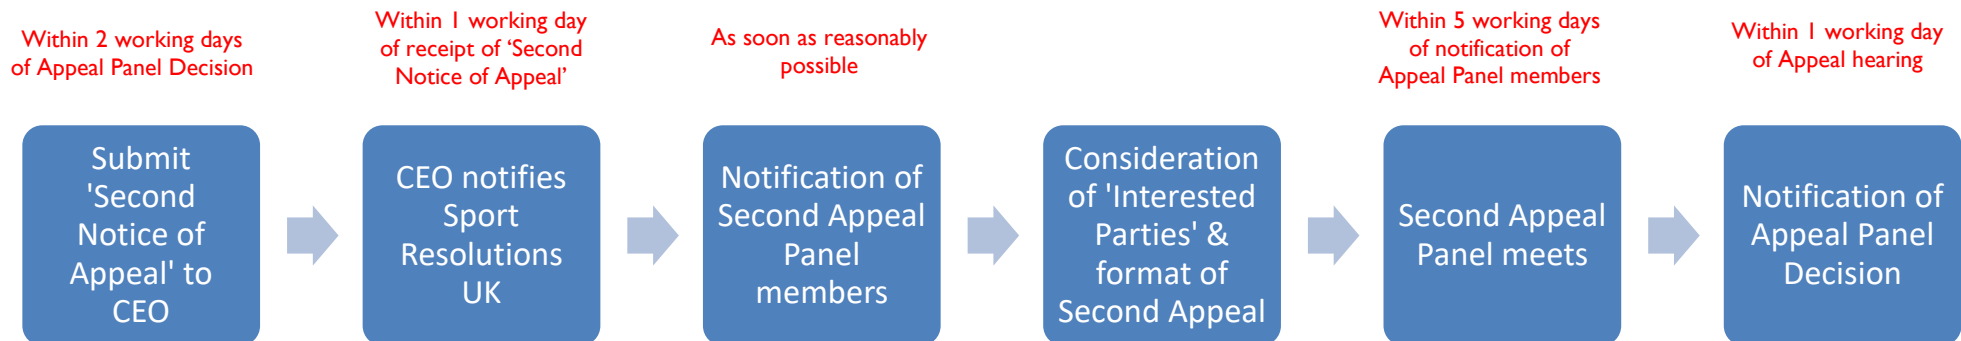 Within 2 working days
of Appeal Panel Decision
Within 1 working day
of receipt of ‘Second
Notice of Appeal’
As soon as reasonably
possible
Within 5 working days
of notification of
Appeal Panel members
Within 1 working day
of Appeal hearing
Submit
'Second
Notice of
Appeal' to
CEO
CEO notifies
Sport
Resolutions
UK
Notification of
Second Appeal
Panel
members
Consideration
of 'Interested
Parties' &
format of
Second Appeal
Second Appeal
Panel meets
Notification of
Appeal Panel
Decision